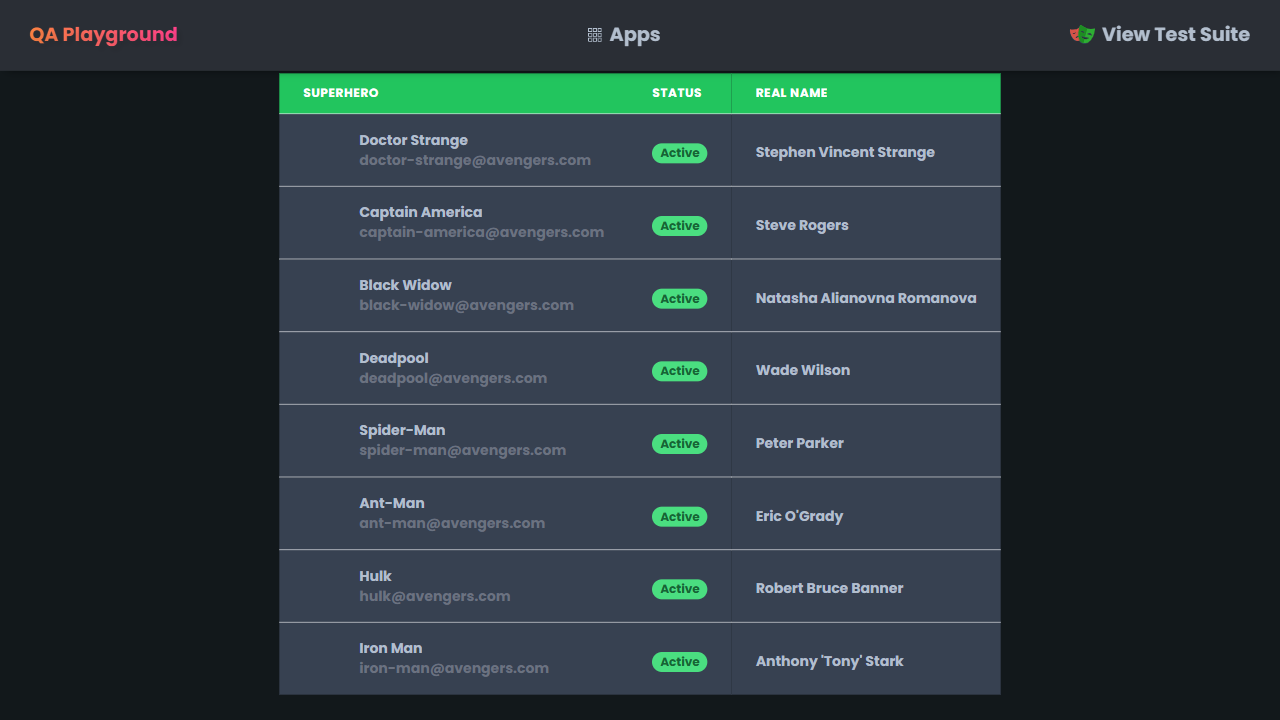 QA Playground
Apps
View Test Suite
SUPERHERO STATUS REAL NAME
Doctor Strange
doctor-strange@avengers.com
Active
Stephen Vincent Strange
Captain America
captain-america@avengers.com
Active
Steve Rogers
Black Widow
black-widow@avengers.com
Active
Natasha Alianovna Romanova
Deadpool
deadpool@avengers.com
Active
Wade Wilson
Spider-Man
spider-man@avengers.com
Active
Peter Parker
Ant-Man
ant-man@avengers.com
Active
Eric O'Grady
Hulk
hulk@avengers.com
Active
Robert Bruce Banner
Iron Man
iron-man@avengers.com
Active
Anthony 'Tony' Stark